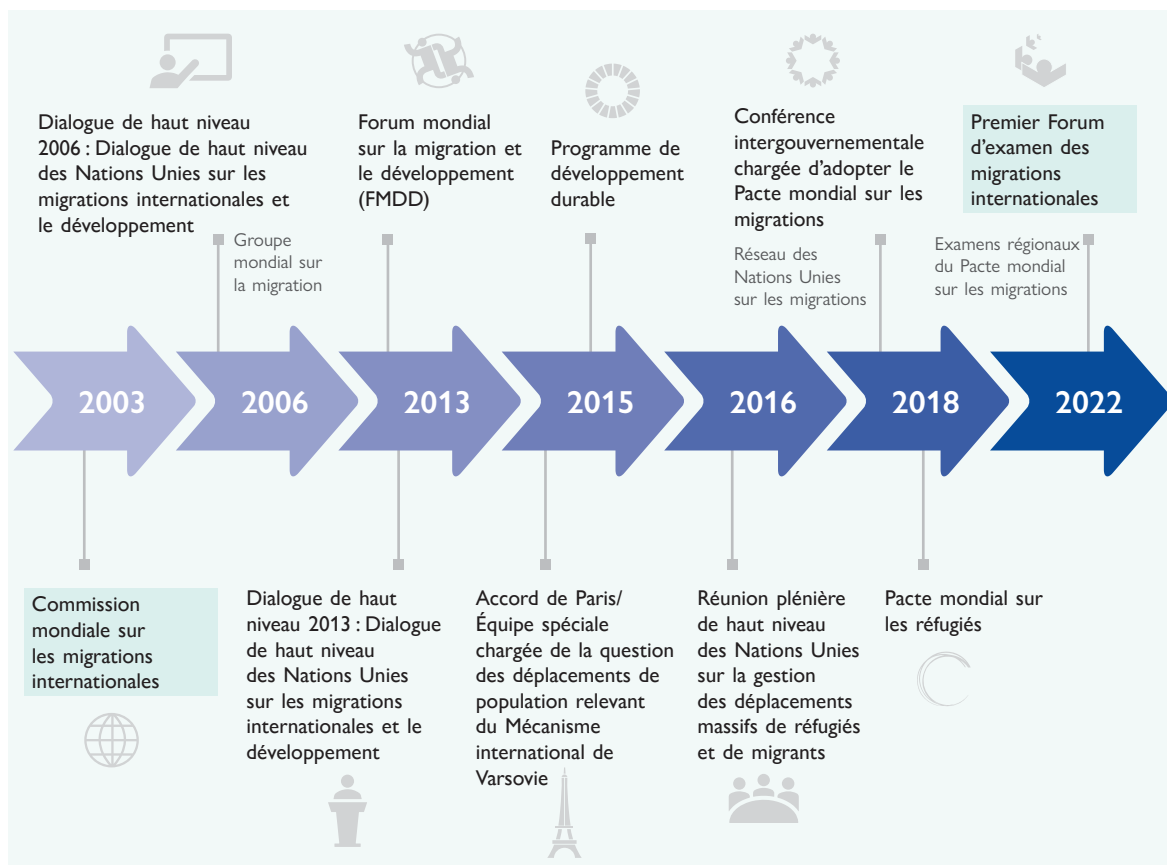 Dialogue de haut niveau
2006 : Dialogue de haut niveau
des Nations Unies sur les
migrations internationales et
le développement
Groupe
mondial sur
la migration
Forum mondial
sur la migration et
le développement
(FMDD)
Programme de
développement
durable
Conférence
intergouvernementale
chargée d’adopter le
Pacte mondial sur les
migrations
Réseau des
Nations Unies
sur les migrations
Premier Forum
d’examen des
migrations
internationales
Examens régionaux
du Pacte mondial
sur les migrations
2003
2006
2013
2015
2016
2018
2022
Commission
mondiale sur
les migrations
internationales
Dialogue de haut
niveau 2013 : Dialogue
de haut niveau
des Nations Unies
sur les migrations
internationales et le
développement
Accord de Paris/
Équipe spéciale
chargée de la question
des déplacements de
population relevant
du Mécanisme
international de
Varsovie
Réunion plénière
de haut niveau
des Nations Unies
sur la gestion
des déplacements
massifs de réfugiés
et de migrants
Pacte mondial sur
les réfugiés